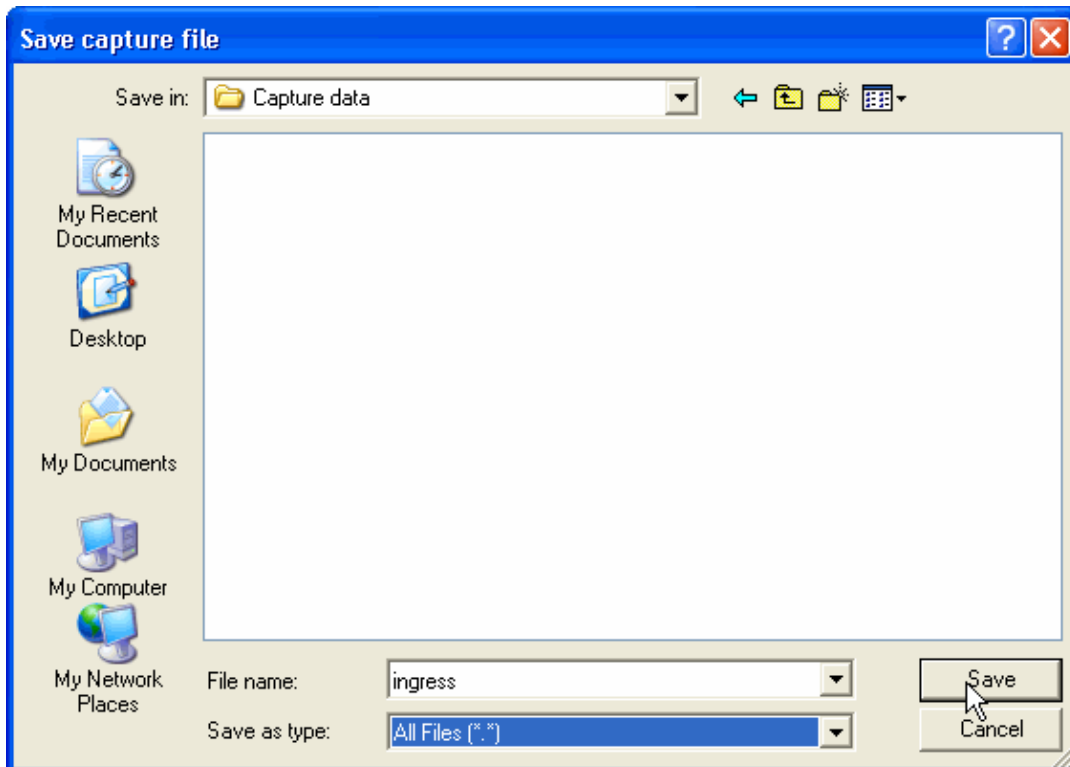 Save capture file
Save in: Capture data
My Recent
Documents
Desktop
My Documents
My Computer
My Network
Places
File name: ingress Save
Save as type: All Files (*.*) Cancel